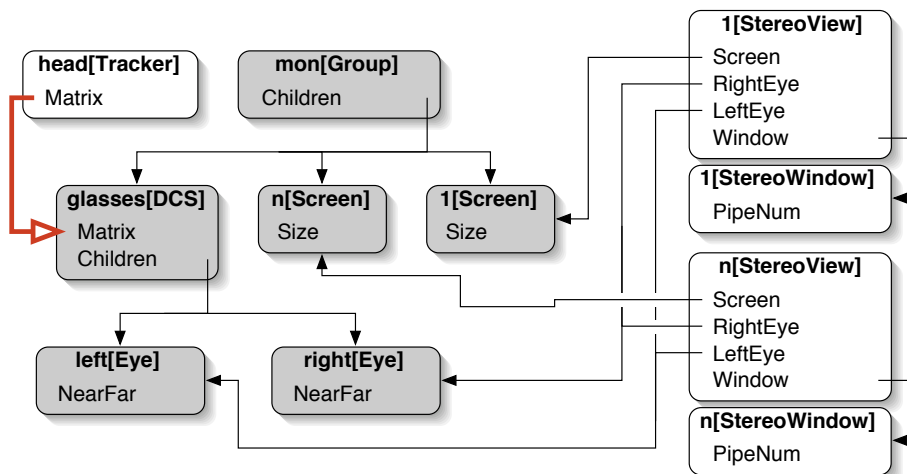 head[Tracker]
Matrix
mon[Group]
Children
1[StereoView]
Screen
RightEye
LeftEye
Window
glasses[DCS]
Matrix
Children
n[Screen]
Size
1[Screen]
Size
1[StereoWindow]
PipeNum
n[StereoView]
Screen
RightEye
LeftEye
Window
left[Eye]
NearFar
right[Eye]
NearFar
n[StereoWindow]
PipeNum